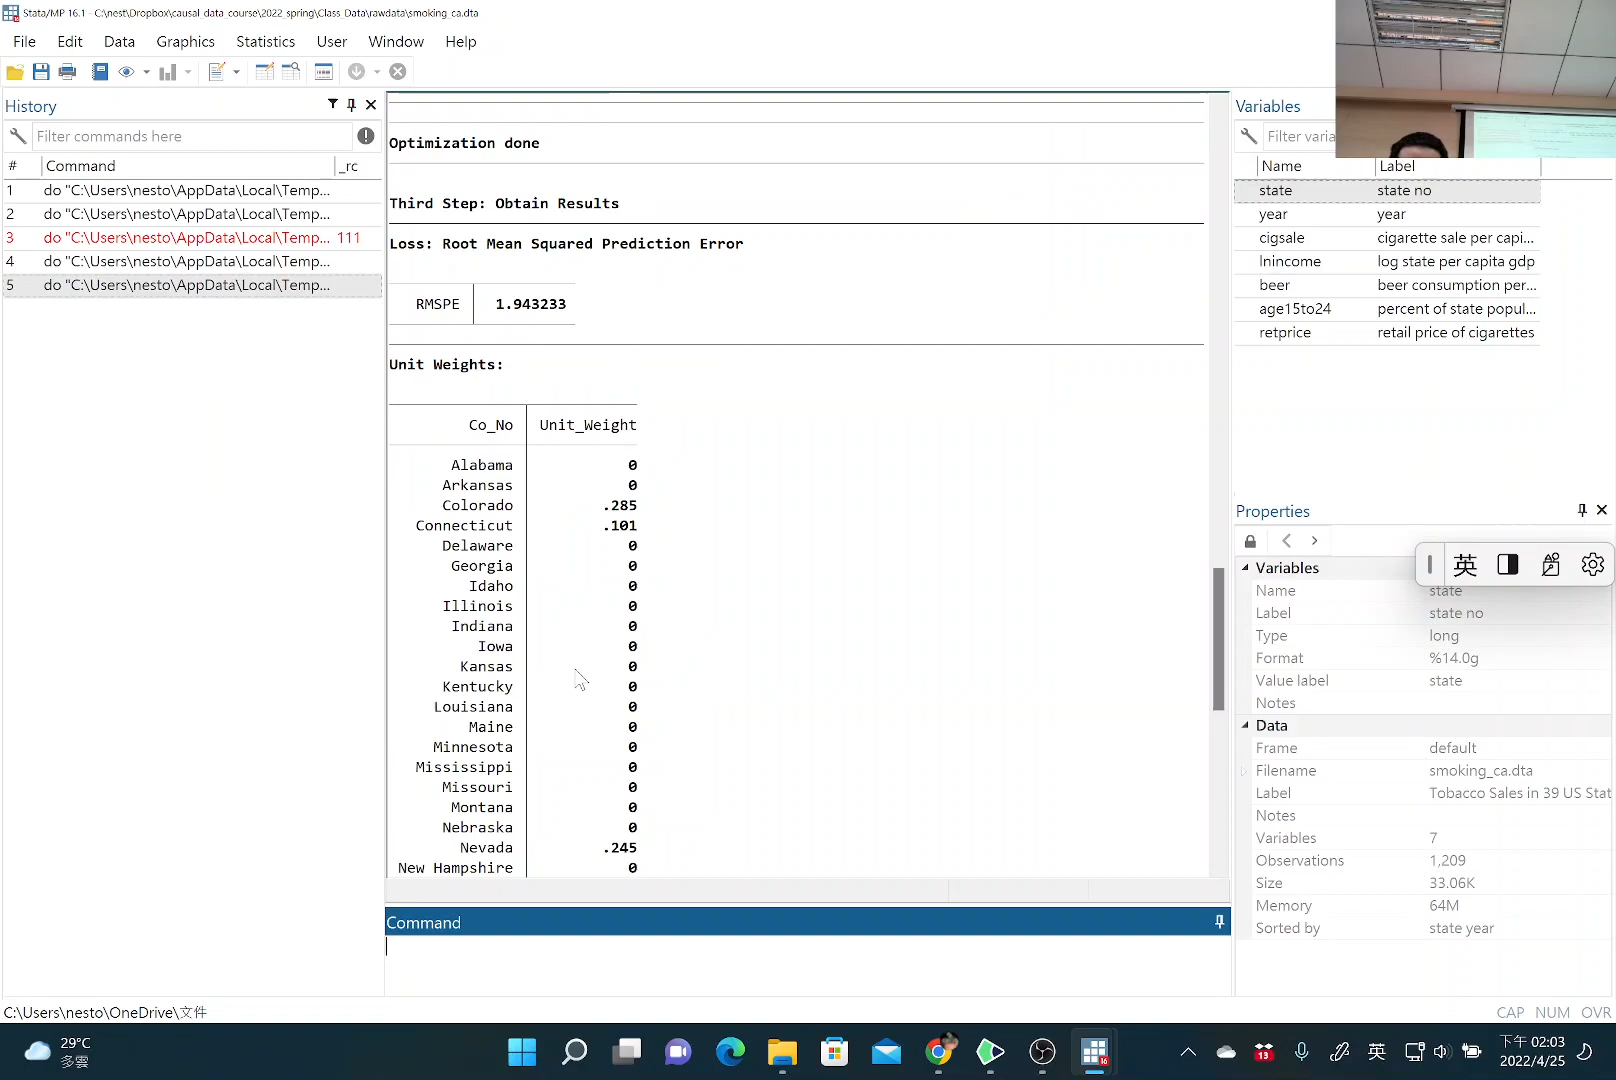 Stata/MP 16.1 - C:\nest\Dropbox\causal_data_course\2022_spring\Class_Data\rawdata\smoking_ca.dta
File Edit Data Graphics Statistics User Window Help
History
Filter commands here
# Command _rc
1 do "C:\Users\nesto\AppData\Local\Temp...
2 do "C:\Users\nesto\AppData\Local\Temp...
3 do "C:\Users\nesto\AppData\Local\Temp... 111
4 do "C:\Users\nesto\AppData\Local\Temp...
5 do "C:\Users\nesto\AppData\Local\Temp...
Optimization done
Third Step: Obtain Results
Loss: Root Mean Squared Prediction Error
RMSPE 1.943233
Unit Weights:
Co_No Unit_Weight
Alabama 0
Arkansas 0
Colorado .285
Connecticut .101
Delaware 0
Georgia 0
Idaho 0
Illinois 0
Indiana 0
Iowa 0
Kansas 0
Kentucky 0
Louisiana 0
Maine 0
Minnesota 0
Mississippi 0
Missouri 0
Montana 0
Nebraska 0
Nevada .245
New Hampshire 0
Command
Variables
Filter varia
Name Label
state state no
year year
cigsale cigarette sale per capi...
lnincome log state per capita gdp
beer beer consumption per...
age15to24 percent of state popul...
retprice retail price of cigarettes
Properties
英
Variables
Name state
Label state no
Type long
Format %14.0g
Value label state
Notes
Data
Frame default
Filename smoking_ca.dta
Label Tobacco Sales in 39 US Stat
Notes
Variables 7
Observations 1,209
Size 33.06K
Memory 64M
Sorted by state year
C:\Users\nesto\OneDrive\文件
CAP NUM OVR
29°C
多雲
16
13
英
下午 02:03
2022/4/25